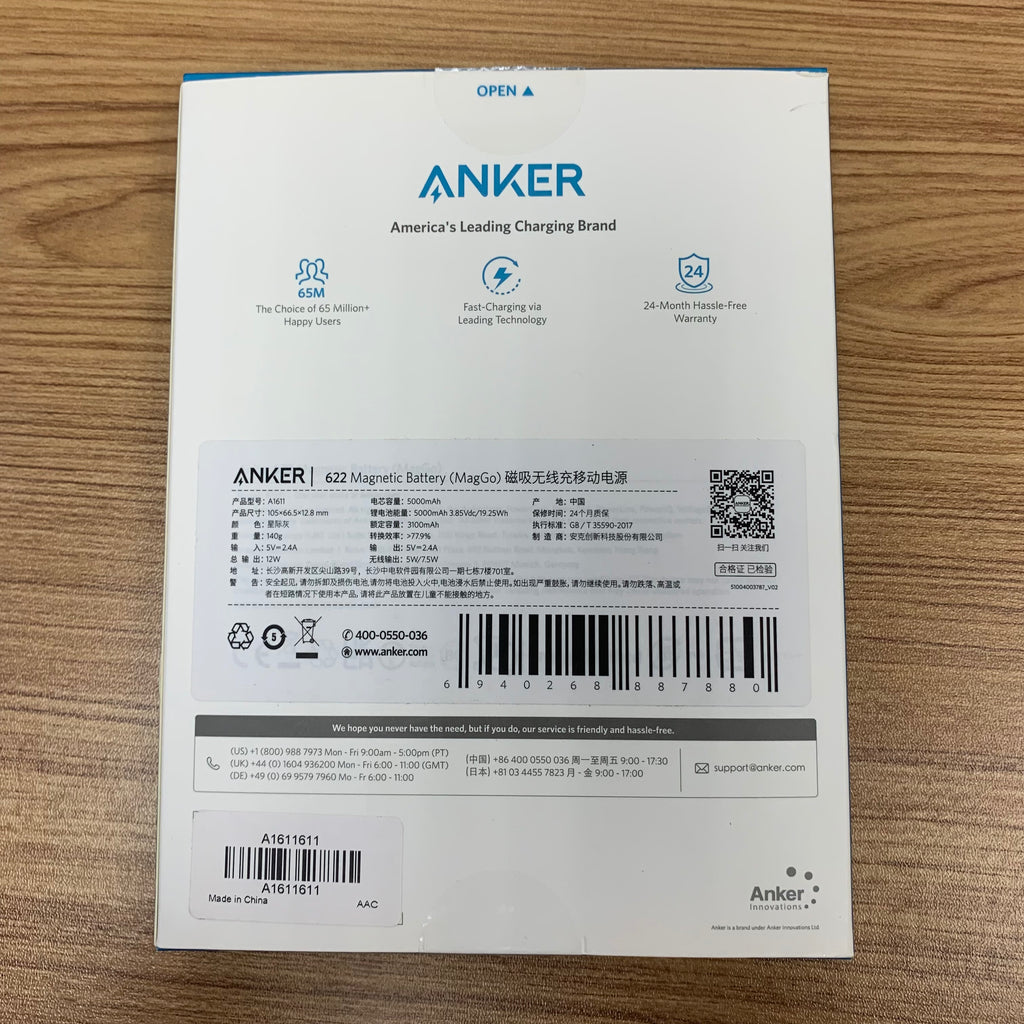 OPEN ▲
ANKER
America's Leading Charging Brand
65M
The Choice of 65 Million+
Happy Users
Fast-Charging via
Leading Technology
24
24-Month Hassle-Free
Warranty
ANKER | 622 Magnetic Battery (MagGo) 磁吸无线充移动电源
产品型号: A1611
产品尺寸: 105×66.5×12.8 mm
颜 色: 星际灰
重 量: 140g
输 入: 5V=2.4A
总 输 出: 12W
电芯容量: 5000mAh
锂电池容量: 5000mAh 3.85Vdc/19.25Wh
额定容量: 3100mAh
转换效率: >77.9%
输 出: 5V=2.4A
无线输出: 5W/7.5W
产 地: 中国
保修时间: 24个月质保
执行标准: GB/T 35590-2017
制 造 商: 安克创新科技股份有限公司
地 址: 长沙高新开发区尖山路39号，长沙中电软件园有限公司一期七栋7楼701室。
警 告: 安全起见,请勿拆卸及损伤电池,请勿将电池投入火中,电池浸水后禁止使用。如出现严重鼓胀,请勿继续使用。请勿跌落、高温或
者在短路情况下使用本产品,请将此产品放置在儿童不能接触的地方。
ANKER
扫一扫 关注我们
合格证 已检验
51004003787_V02
5
400-0550-036
www.anker.com
6 940268 887880
We hope you never have the need, but if you do, our service is friendly and hassle-free.
(US) +1 (800) 988 7973 Mon - Fri 9:00am - 5:00pm (PT)
(UK) +44 (0) 1604 936200 Mon - Fri 6:00 - 11:00 (GMT)
(DE) +49 (0) 69 9579 7960 Mo - Fr 6:00 - 11:00
(中国) +86 400 0550 036 周一至周五 9:00 - 17:30
(日本) +81 03 4455 7823 月 - 金 9:00 - 17:00
support@anker.com
A1611611
A1611611
Made in China
AAC
Anker
Innovations
Anker is a brand under Anker Innovations Ltd